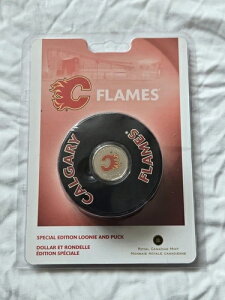 FLAMES
CALGARY
FLAMES
SPECIAL EDITION LOONIE AND PUCK
DOLLAR ET RONDELLE
ÉDITION SPÉCIALE
ROYAL CANADIAN MINT
MONNAIE ROYALE CANADIENNE